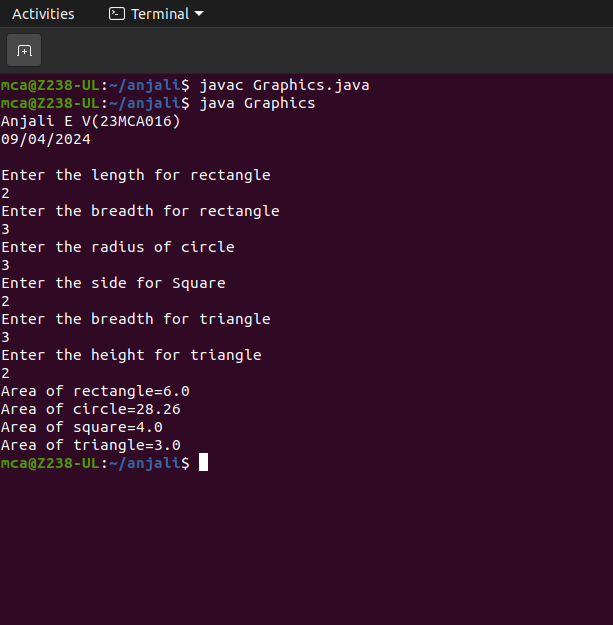 Activities Terminal
mca@Z238-UL:~/anjali$ javac Graphics.java
mca@Z238-UL:~/anjali$ java Graphics
Anjali E V(23MCA016)
09/04/2024
Enter the length for rectangle
2
Enter the breadth for rectangle
3
Enter the radius of circle
3
Enter the side for Square
2
Enter the breadth for triangle
3
Enter the height for triangle
2
Area of rectangle=6.0
Area of circle=28.26
Area of square=4.0
Area of triangle=3.0
mca@Z238-UL:~/anjali$